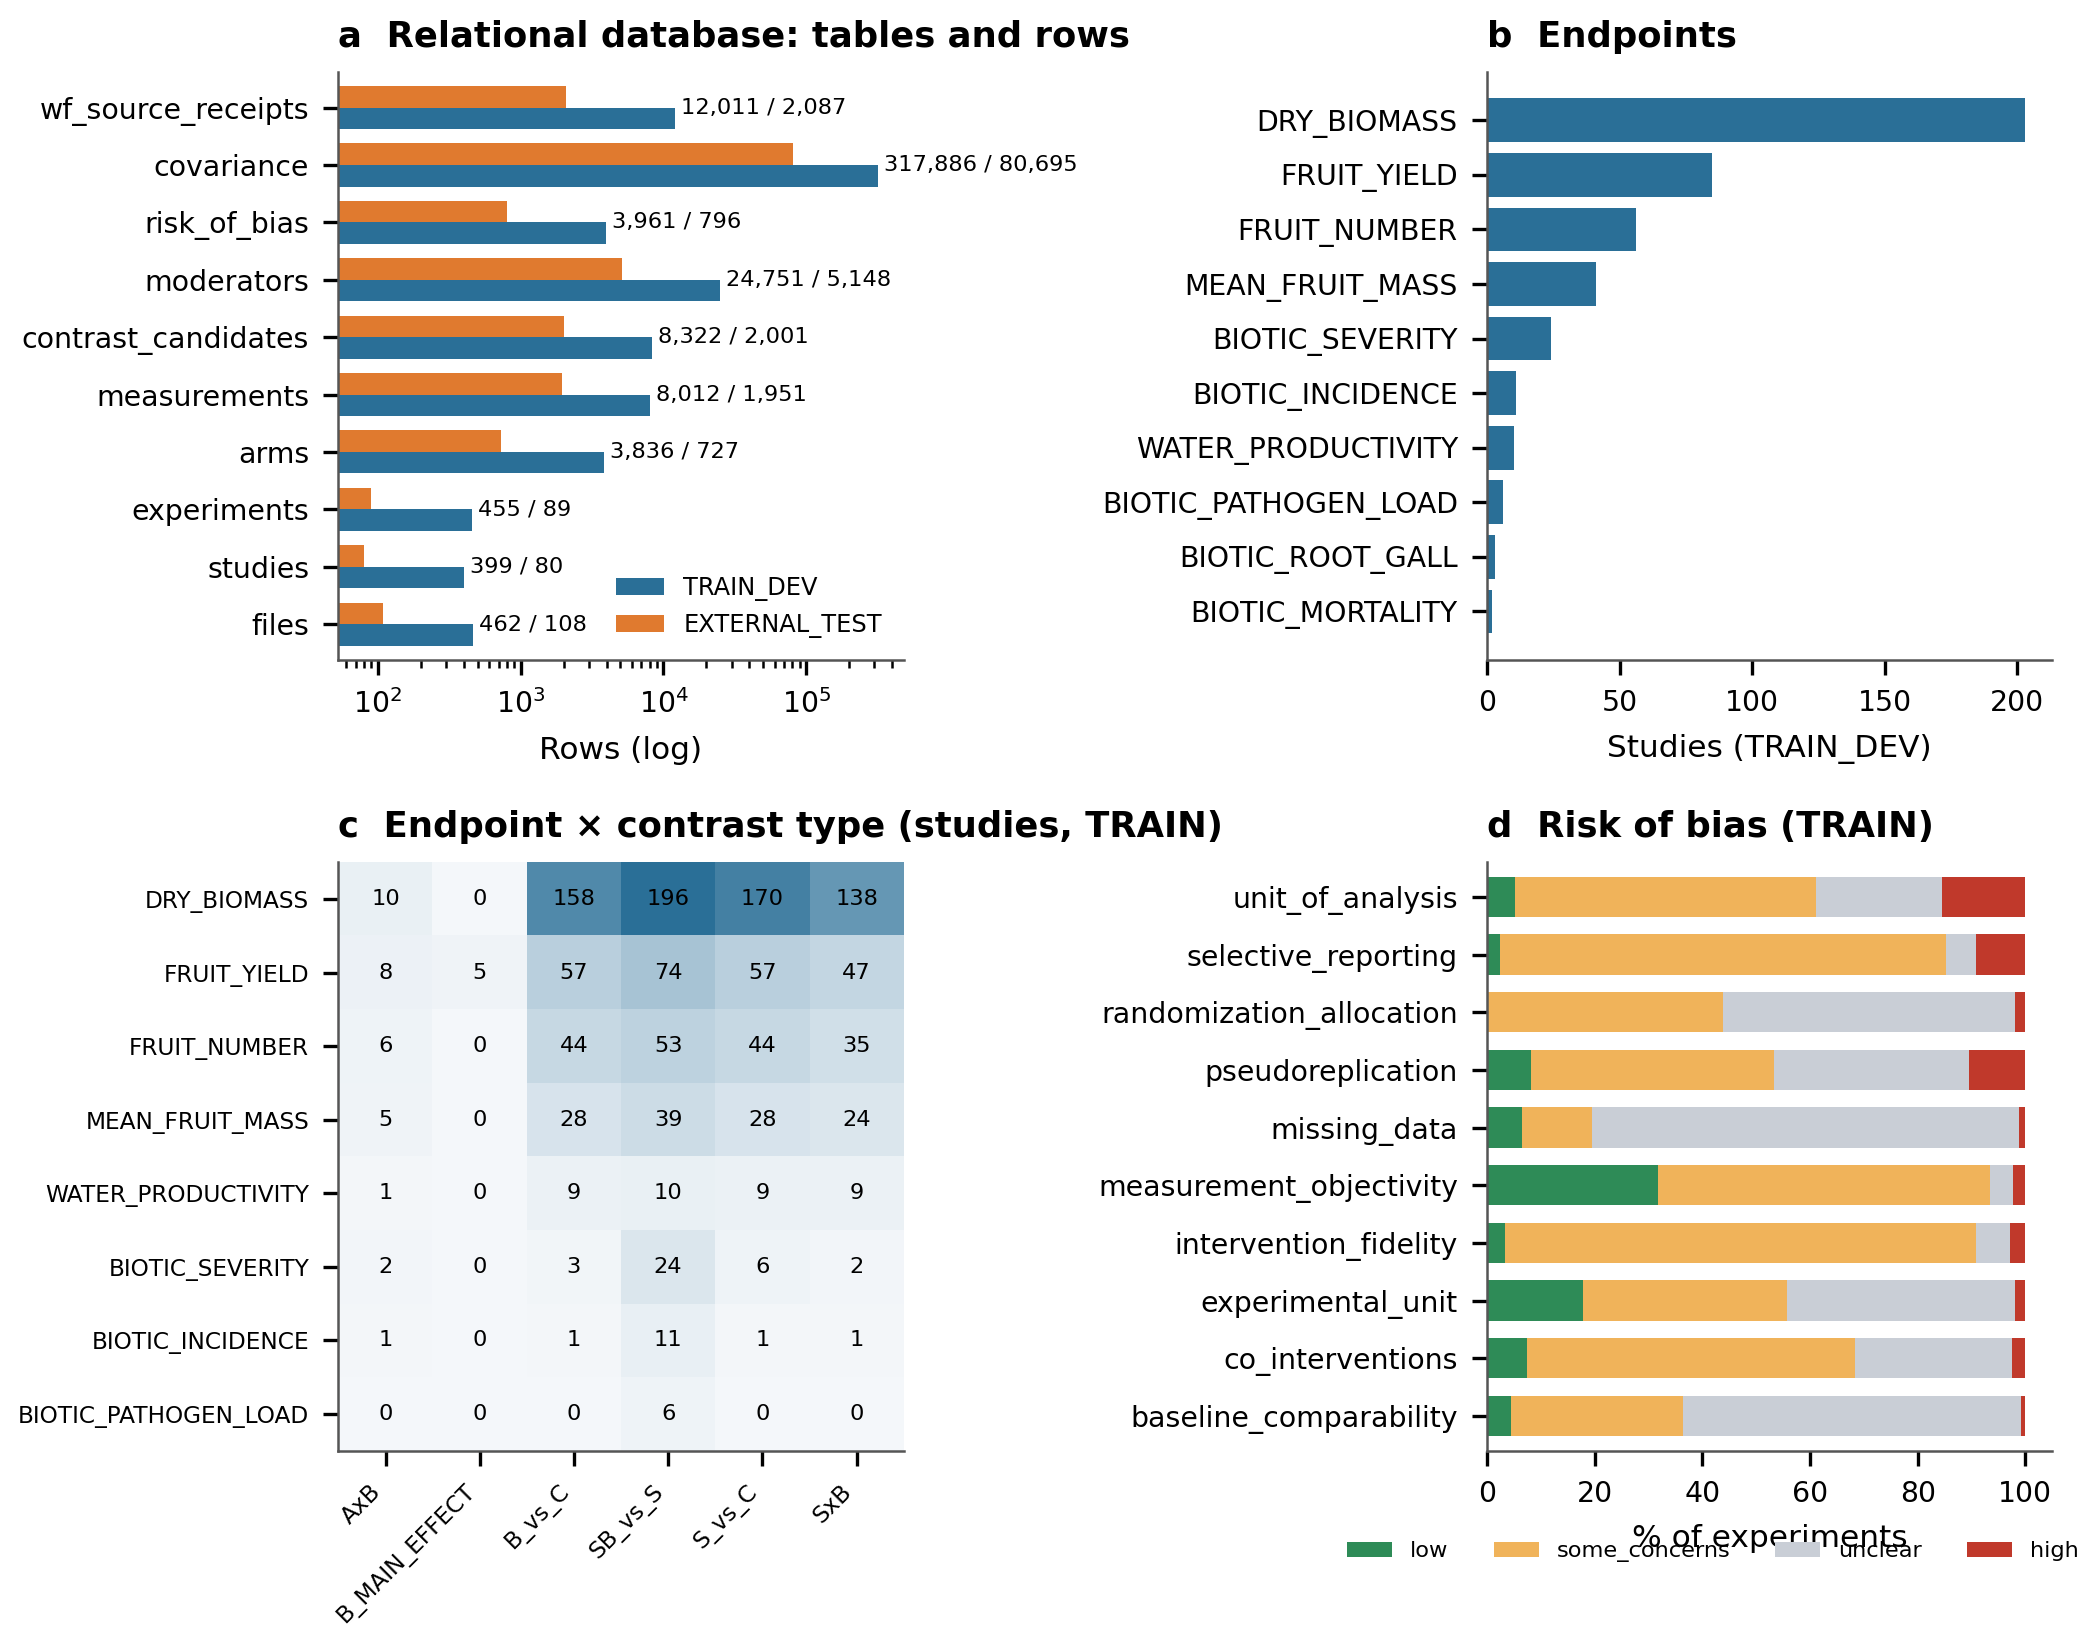 a Relational database: tables and rows
wf_source_receipts
12,011 / 2,087
covariance
317,886 / 80,695
risk_of_bias
3,961 / 796
moderators
24,751 / 5,148
contrast_candidates
8,322 / 2,001
measurements
8,012 / 1,951
arms
3,836 / 727
experiments
455 / 89
studies
399 / 80
files
462 / 108
TRAIN_DEV
EXTERNAL_TEST
10² 10³ 10⁴ 10⁵
Rows (log)
b Endpoints
DRY_BIOMASS
FRUIT_YIELD
FRUIT_NUMBER
MEAN_FRUIT_MASS
BIOTIC_SEVERITY
BIOTIC_INCIDENCE
WATER_PRODUCTIVITY
BIOTIC_PATHOGEN_LOAD
BIOTIC_ROOT_GALL
BIOTIC_MORTALITY
0 50 100 150 200
Studies (TRAIN_DEV)
c Endpoint × contrast type (studies, TRAIN)
DRY_BIOMASS 10 0 158 196 170 138
FRUIT_YIELD 8 5 57 74 57 47
FRUIT_NUMBER 6 0 44 53 44 35
MEAN_FRUIT_MASS 5 0 28 39 28 24
WATER_PRODUCTIVITY 1 0 9 10 9 9
BIOTIC_SEVERITY 2 0 3 24 6 2
BIOTIC_INCIDENCE 1 0 1 11 1 1
BIOTIC_PATHOGEN_LOAD 0 0 0 6 0 0
AxB
B_MAIN_EFFECT
B_vs_C
SB_vs_S
S_vs_C
SxB
d Risk of bias (TRAIN)
unit_of_analysis
selective_reporting
randomization_allocation
pseudoreplication
missing_data
measurement_objectivity
intervention_fidelity
experimental_unit
co_interventions
baseline_comparability
0 20 40 60 80 100
% of experiments
low some_concerns unclear high